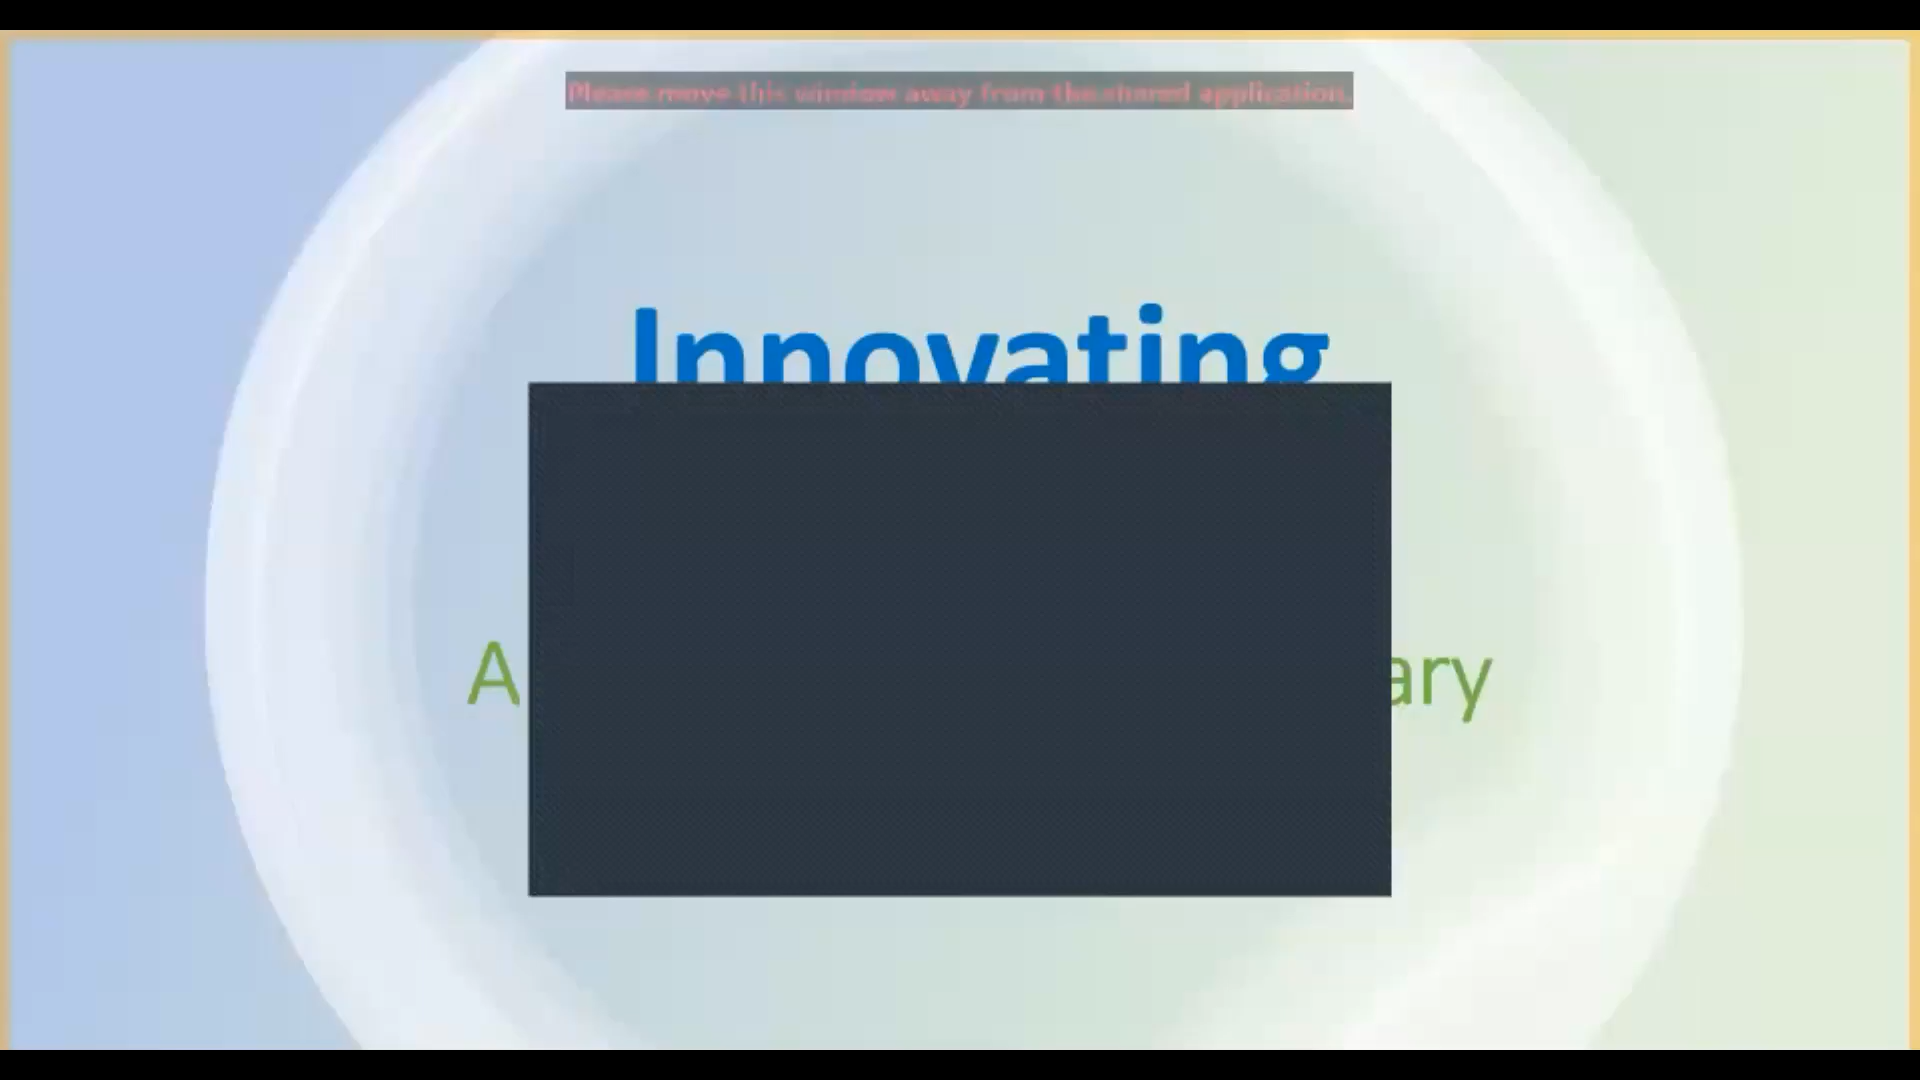 Please move this window away from the shared application.
Innovating
A ary